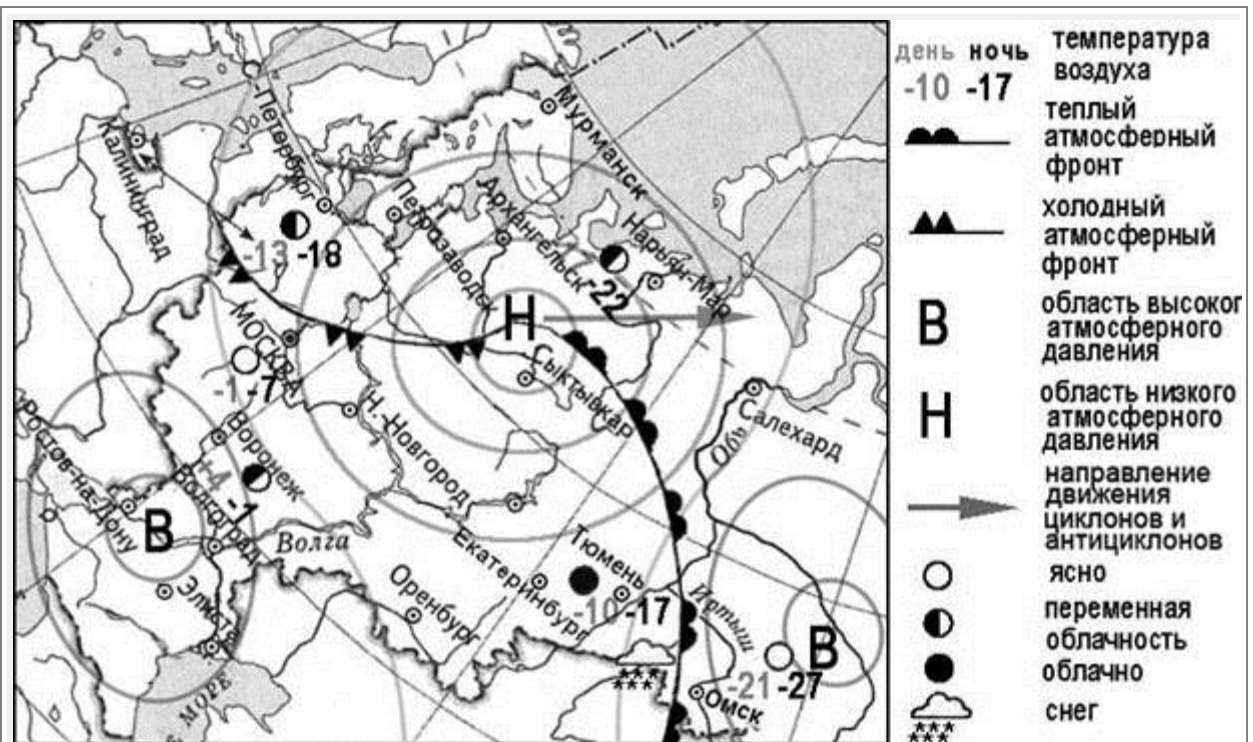 Мурманск
С-Петербург
Калининград
Петрозаводск
Архангельск
Нарьян-Мар
-13 -18
-22
Н
МОСКВА
-1 -7
Сыктывкар
Салехард
Обь
Н.-Новгород
Воронеж
+4 -1
Ростов-на-Дону
Волгоград
В
Волга
Элиста
Екатеринбург
Тюмень
Оренбург
-10 -17
Иртыш
В
-21 -27
Омск
МОРЕ
день ночь
-10 -17
температура
воздуха
теплый
атмосферный
фронт
холодный
атмосферный
фронт
В
область высоког
атмосферного
давления
Н
область низкого
атмосферного
давления
направление
движения
циклонов и
антициклонов
ясно
переменная
облачность
облачно
снег